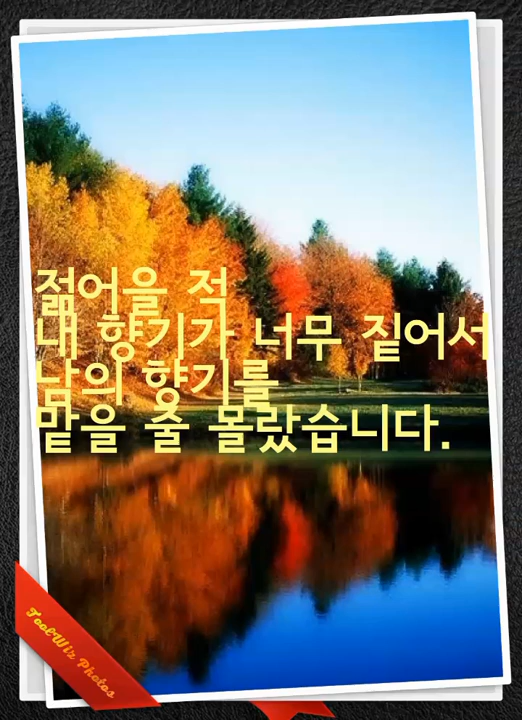 젊어을 적
내 향기가 너무 짙어서
남의 향기를
맡을 줄 몰랐습니다.
ToolWiz Photos